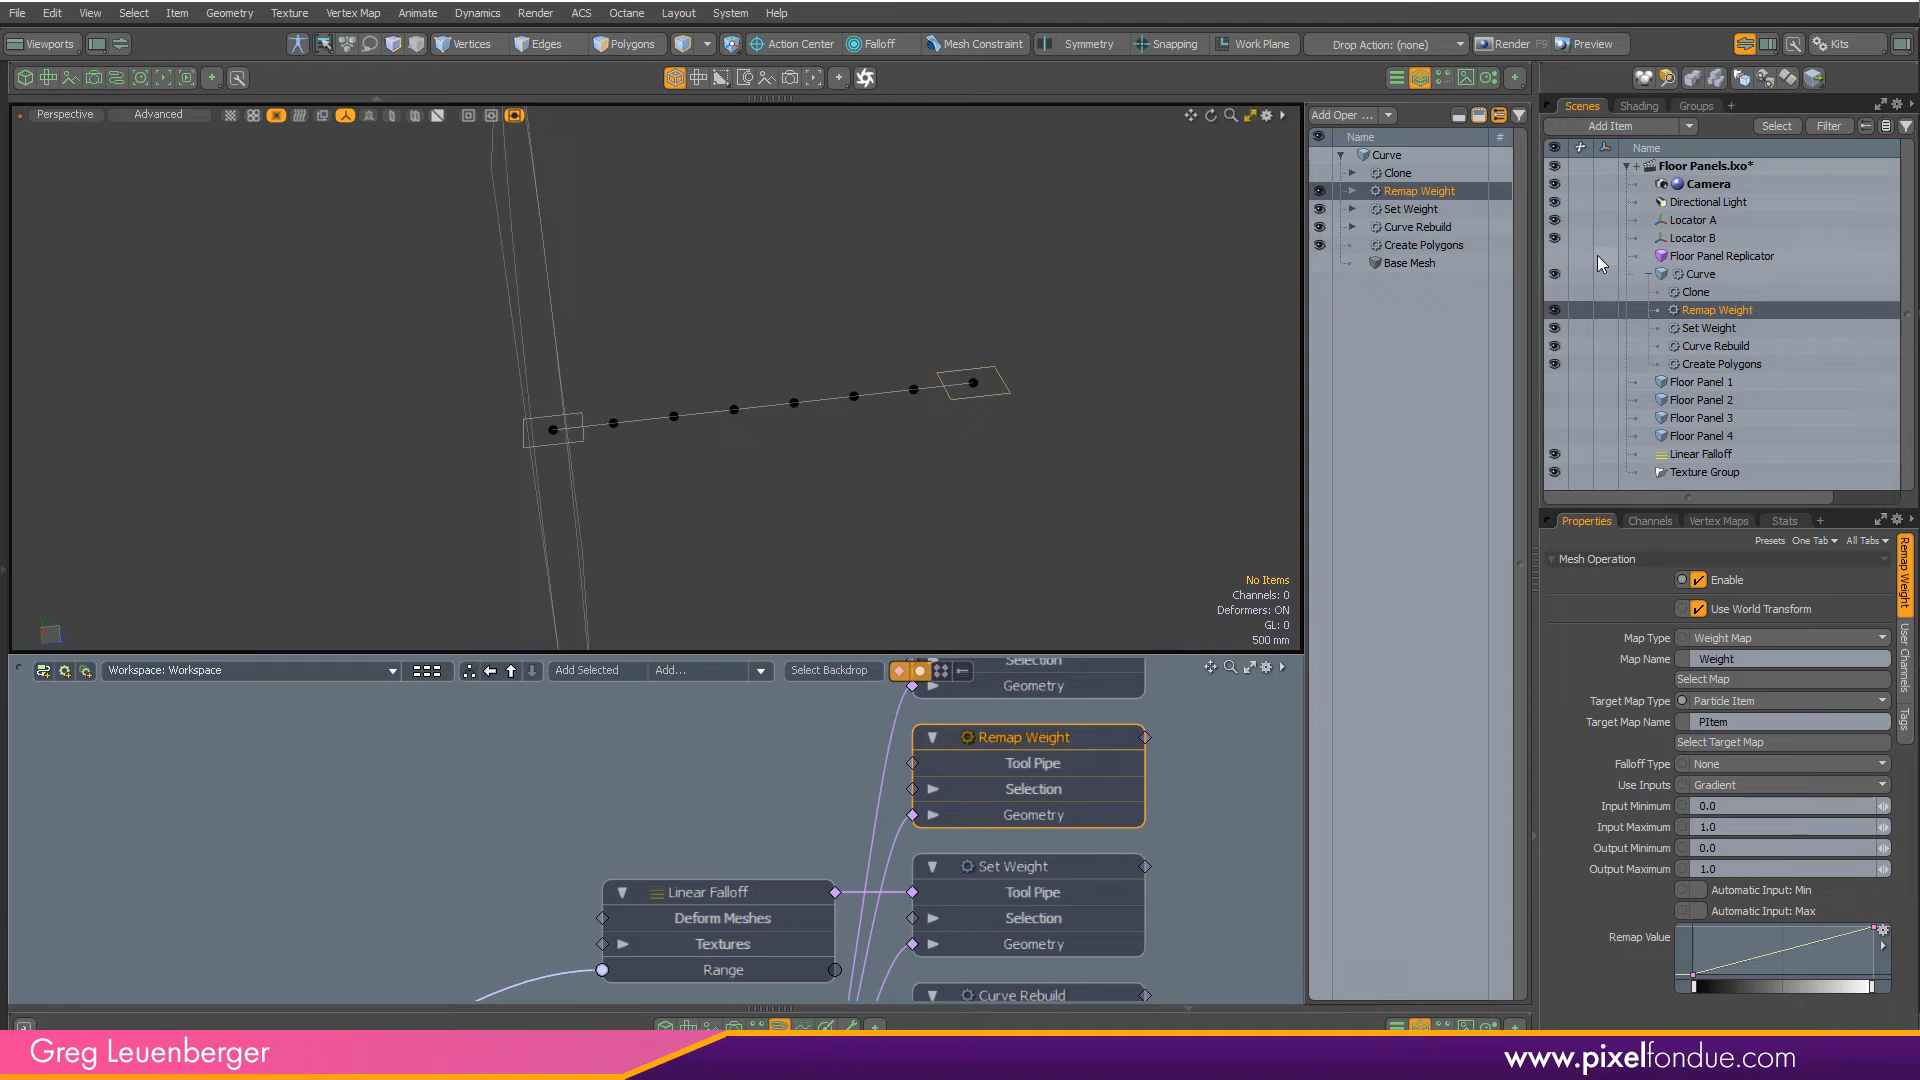 File Edit View Select Item Geometry Texture Vertex Map Animate Dynamics Render ACS Octane Layout System Help
Viewports Vertices Edges Polygons Action Center Falloff Mesh Constraint Symmetry Snapping Work Plane Drop Action: (none) Render F9 Preview Kits
Perspective Advanced
No Items
Channels: 0
Deformers: ON
GL: 0
500 mm
Workspace: Workspace Add Selected Add... Select Backdrop
Selection
Geometry
Remap Weight
Tool Pipe
Selection
Geometry
Set Weight
Tool Pipe
Selection
Geometry
Curve Rebuild
Linear Falloff
Deform Meshes
Textures
Range
Add Oper ...
Name #
Curve
Clone
Remap Weight
Set Weight
Curve Rebuild
Create Polygons
Base Mesh
Scenes Shading Groups +
Add Item Select Filter
Name
Floor Panels.lxo*
Camera
Directional Light
Locator A
Locator B
Floor Panel Replicator
Curve
Clone
Remap Weight
Set Weight
Curve Rebuild
Create Polygons
Floor Panel 1
Floor Panel 2
Floor Panel 3
Floor Panel 4
Linear Falloff
Texture Group
Properties Channels Vertex Maps Stats +
Presets One Tab All Tabs
Mesh Operation
Enable
Use World Transform
Map Type Weight Map
Map Name Weight
Select Map
Target Map Type Particle Item
Target Map Name PItem
Select Target Map
Falloff Type None
Use Inputs Gradient
Input Minimum 0.0
Input Maximum 1.0
Output Minimum 0.0
Output Maximum 1.0
Automatic Input: Min
Automatic Input: Max
Remap Value
Remap Weight
User Channels
Tags
Greg Leuenberger
www.pixelfondue.com